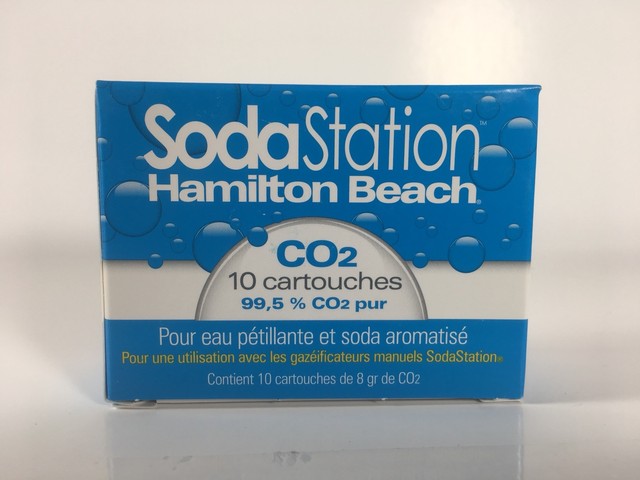 SodaStation™
Hamilton Beach®
CO2
10 cartouches
99,5 % CO2 pur
Pour eau pétillante et soda aromatisé
Pour une utilisation avec les gazéificateurs manuels SodaStation®
Contient 10 cartouches de 8 gr de CO2